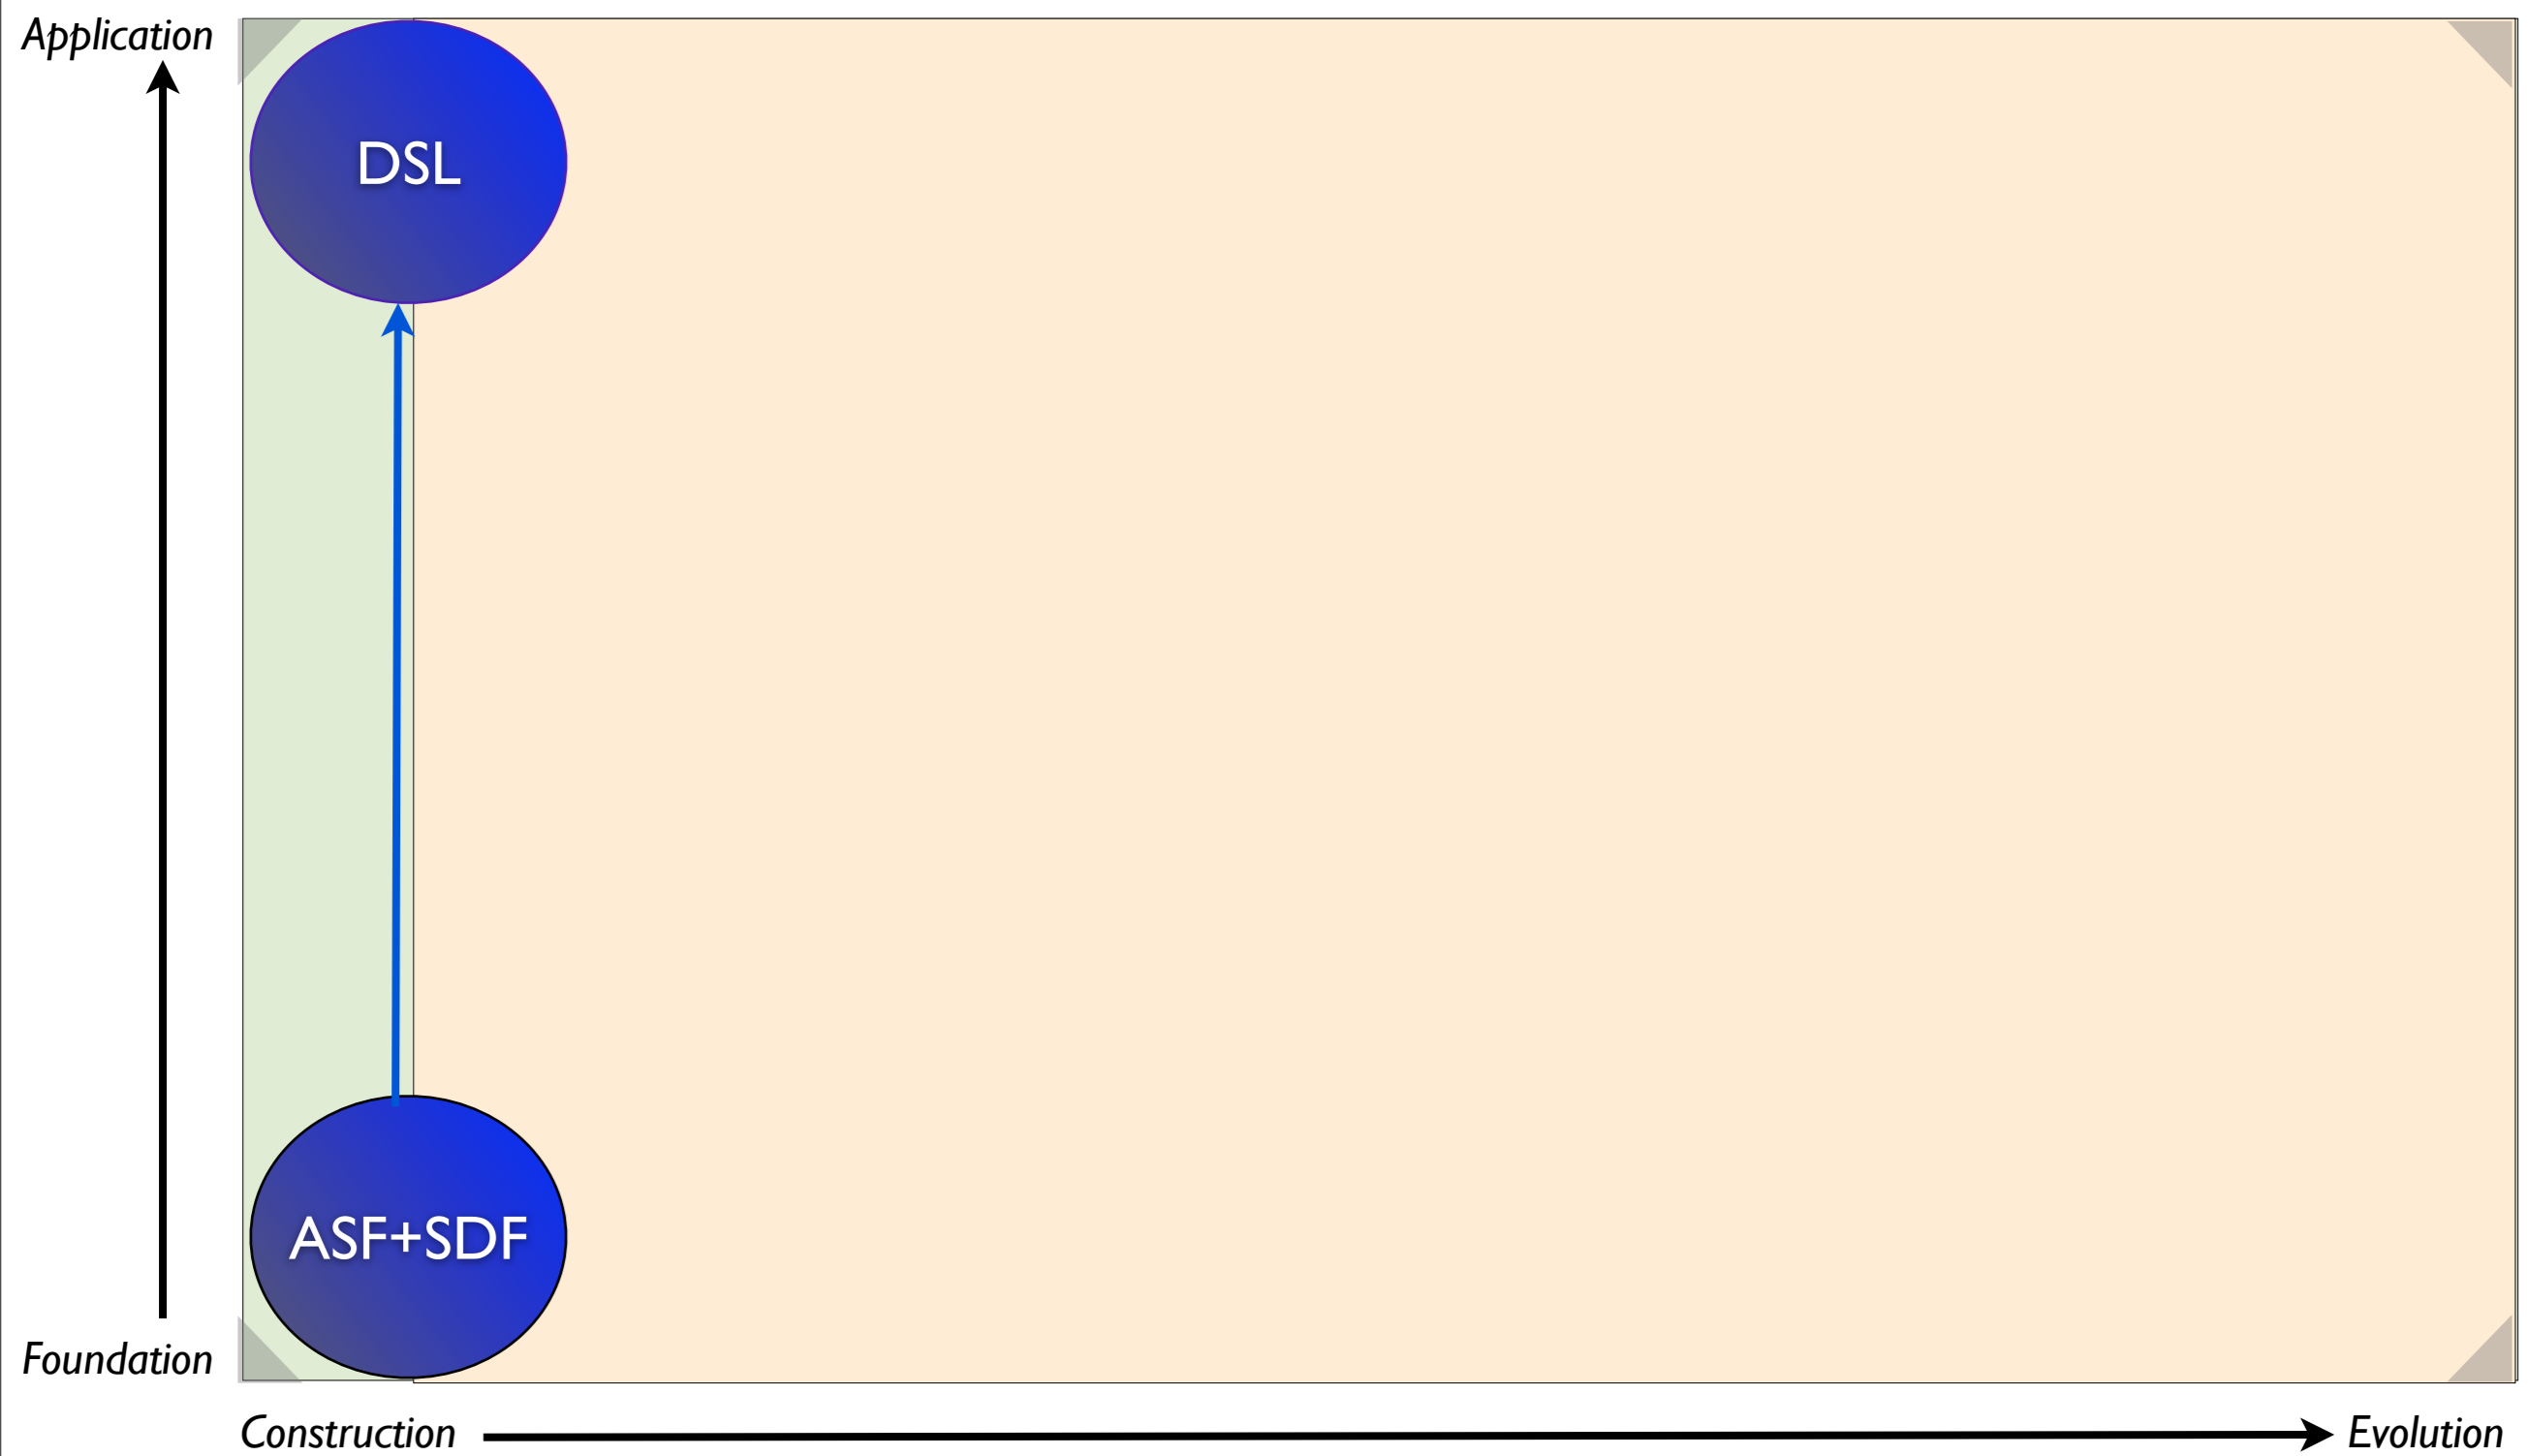 Application
DSL
ASF+SDF
Foundation
Construction
Evolution